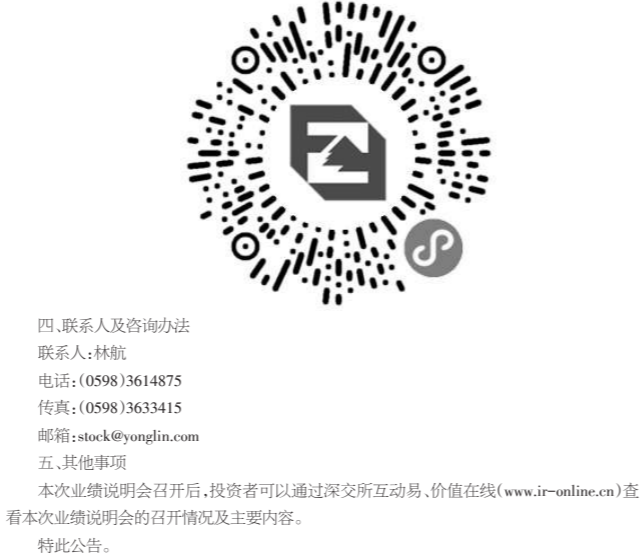 四、联系人及咨询办法
联系人:林航
电话:(0598)3614875
传真:(0598)3633415
邮箱:stock@yonglin.com
五、其他事项
本次业绩说明会召开后,投资者可以通过深交所互动易、价值在线(www.ir-online.cn)查
看本次业绩说明会的召开情况及主要内容。
特此公告。